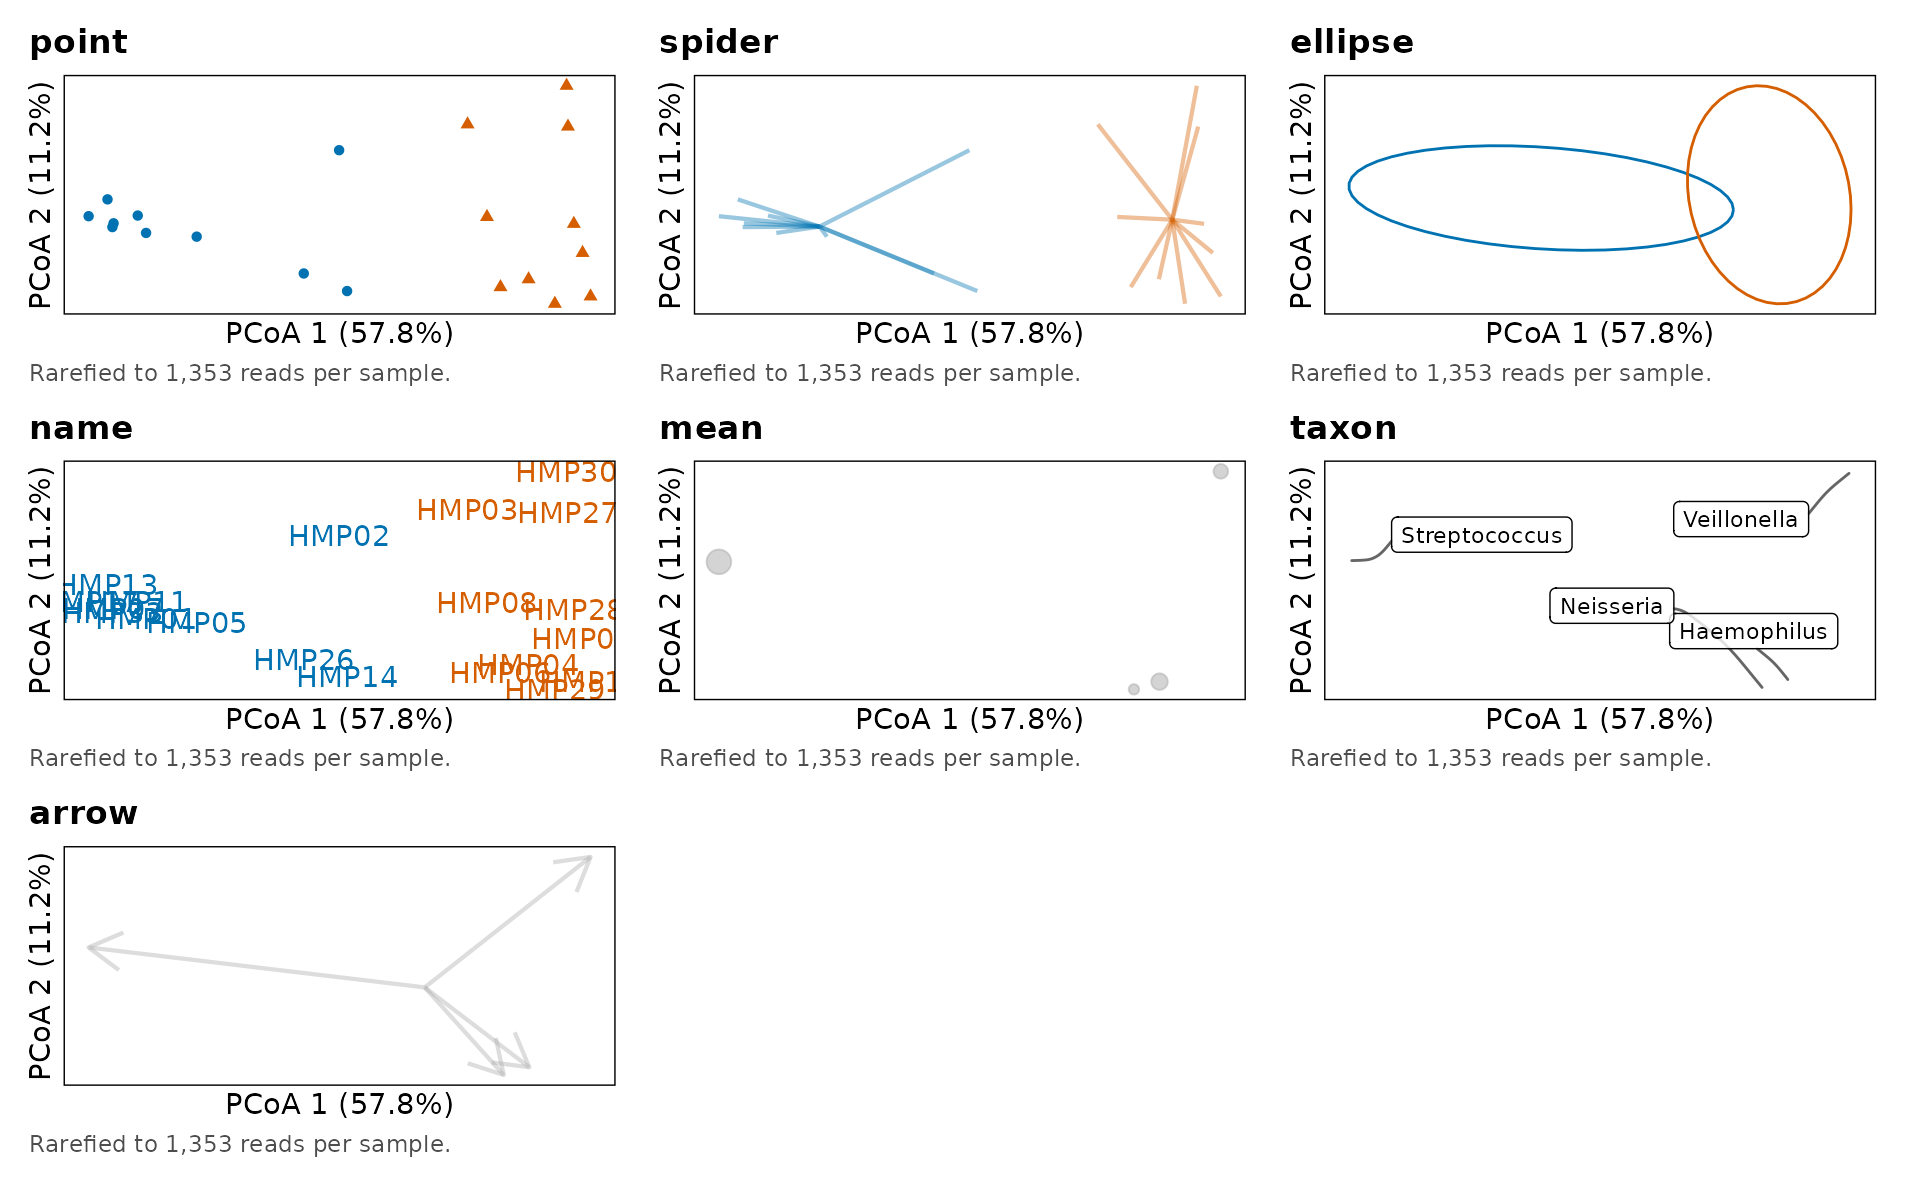 point
PCoA 2 (11.2%)
PCoA 1 (57.8%)
Rarefied to 1,353 reads per sample.
spider
PCoA 2 (11.2%)
PCoA 1 (57.8%)
Rarefied to 1,353 reads per sample.
ellipse
PCoA 2 (11.2%)
PCoA 1 (57.8%)
Rarefied to 1,353 reads per sample.
name
PCoA 2 (11.2%)
HMP30
HMP03
HMP27
HMP02
HMP13
HMP11
HMP01
HMP05
HMP08
HMP28
HMP26
HMP14
HMP04
HMP06
HMP29
PCoA 1 (57.8%)
Rarefied to 1,353 reads per sample.
mean
PCoA 2 (11.2%)
PCoA 1 (57.8%)
Rarefied to 1,353 reads per sample.
taxon
PCoA 2 (11.2%)
Veillonella
Streptococcus
Neisseria
Haemophilus
PCoA 1 (57.8%)
Rarefied to 1,353 reads per sample.
arrow
PCoA 2 (11.2%)
PCoA 1 (57.8%)
Rarefied to 1,353 reads per sample.